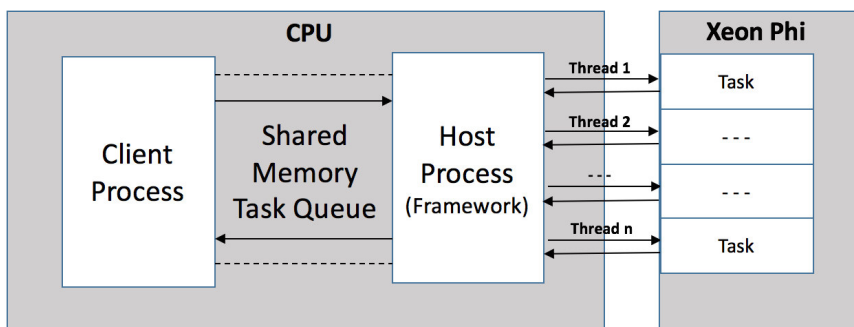 CPU
Xeon Phi
Client
Process
Shared
Memory
Task Queue
Host
Process
(Framework)
Thread 1
Thread 2
---
Thread n
Task
---
---
Task